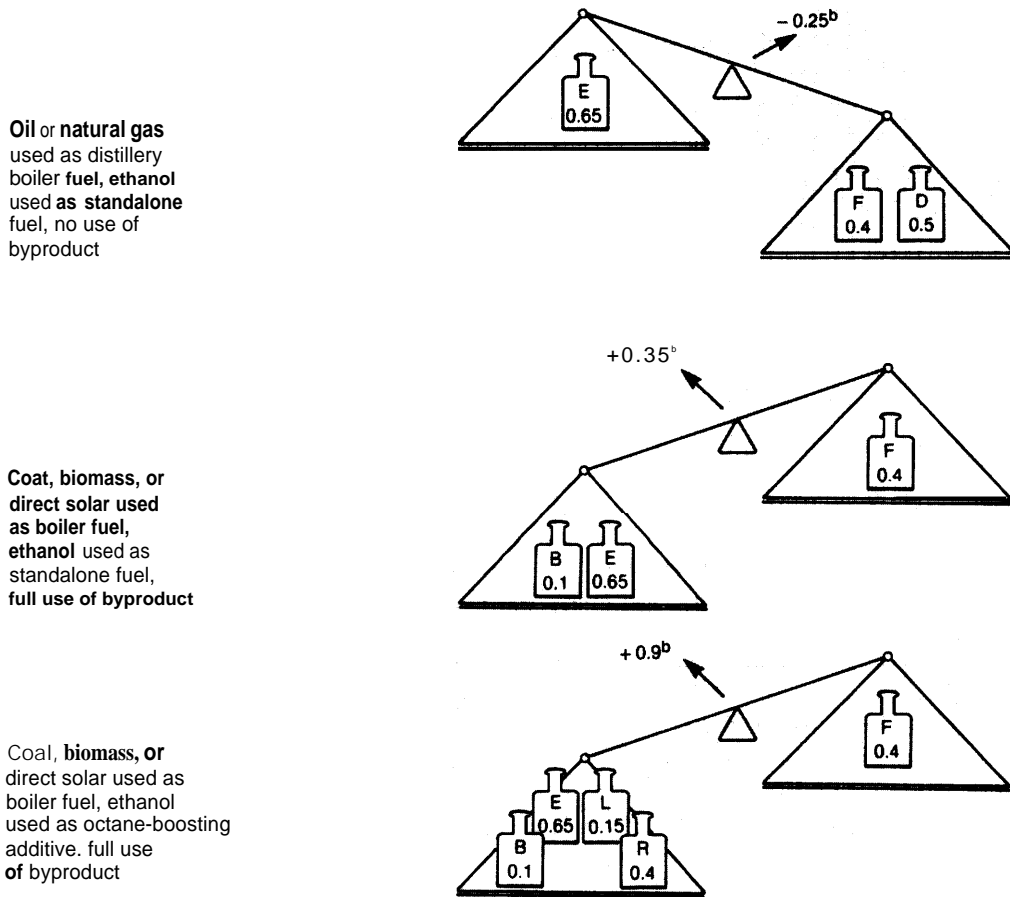 Oil or natural gas
used as distillery
boiler fuel, ethanol
used as standalone
fuel, no use of
byproduct
− 0.25b
E
0.65
F
0.4
D
0.5
Coat, biomass, or
direct solar used
as boiler fuel,
ethanol used as
standalone fuel,
full use of byproduct
+0.35b
B
0.1
E
0.65
F
0.4
Coal, biomass, or
direct solar used as
boiler fuel, ethanol
used as octane-boosting
additive. full use
of byproduct
+ 0.9b
E
0.65
L
0.15
B
0.1
R
0.4
F
0.4